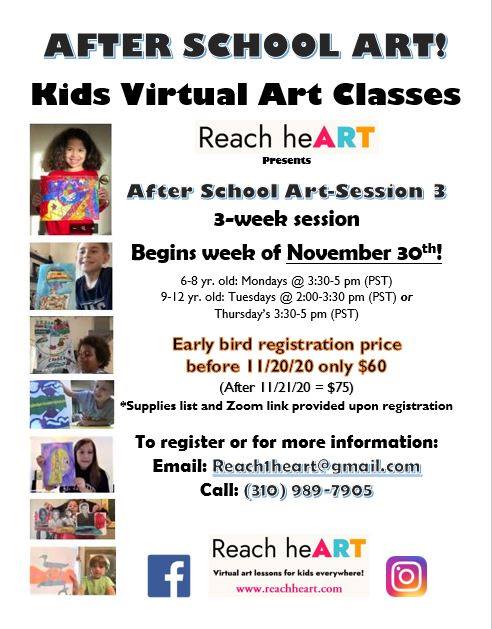 AFTER SCHOOL ART!
Kids Virtual Art Classes
Reach heART
Presents
After School Art-Session 3
3-week session
Begins week of November 30th!
6-8 yr. old: Mondays @ 3:30-5 pm (PST)
9-12 yr. old: Tuesdays @ 2:00-3:30 pm (PST) or
Thursday's 3:30-5 pm (PST)
Early bird registration price
before 11/20/20 only $60
(After 11/21/20 = $75)
*Supplies list and Zoom link provided upon registration
To register or for more information:
Email: Reach1heart@gmail.com
Call: (310) 989-7905
Reach heART
Virtual art lessons for kids everywhere!
www.reachheart.com